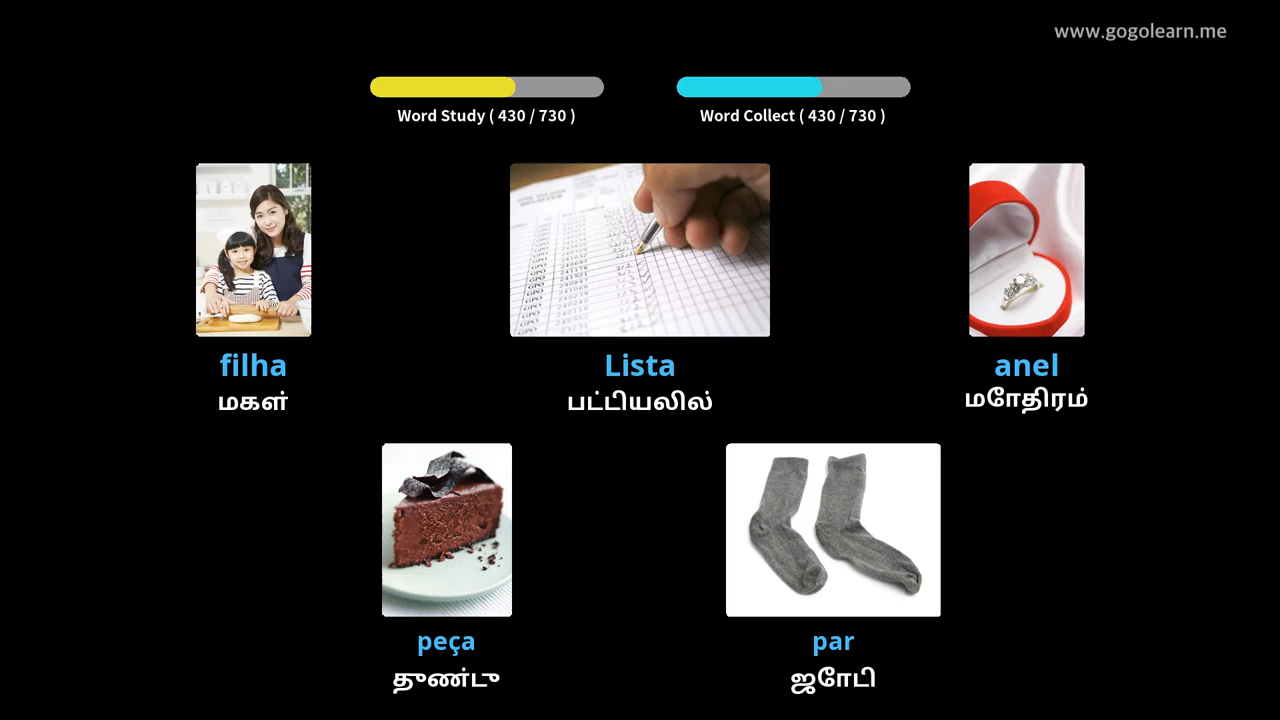 www.gogolearn.me
Word Study ( 430 / 730 )
Word Collect ( 430 / 730 )
filha
Lista
anel
மகள்
பட்டியலில்
மோதிரம்
peça
par
துண்டு
ஜோடி